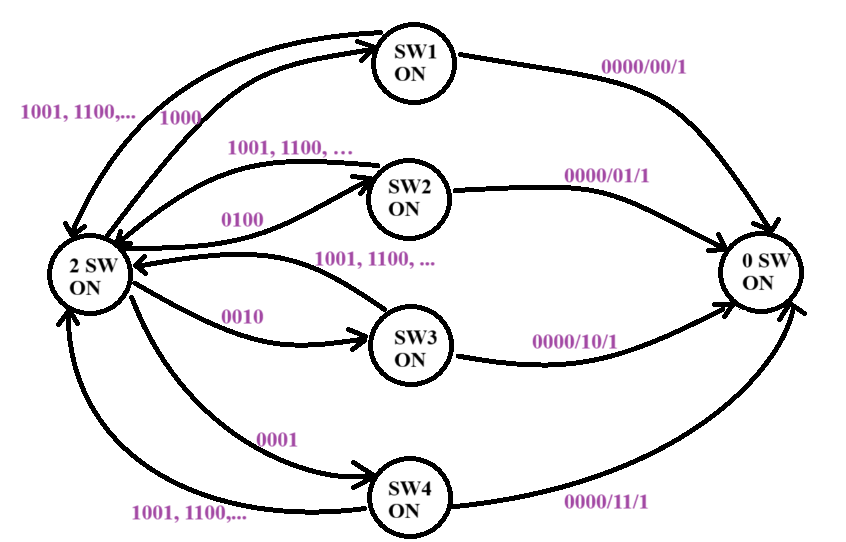 SW1
ON
0000/00/1
1001, 1100,...
1000
1001, 1100, ...
0000/01/1
SW2
ON
0100
2 SW
ON
1001, 1100, ...
0 SW
ON
0010
SW3
ON
0000/10/1
0001
SW4
ON
0000/11/1
1001, 1100,...